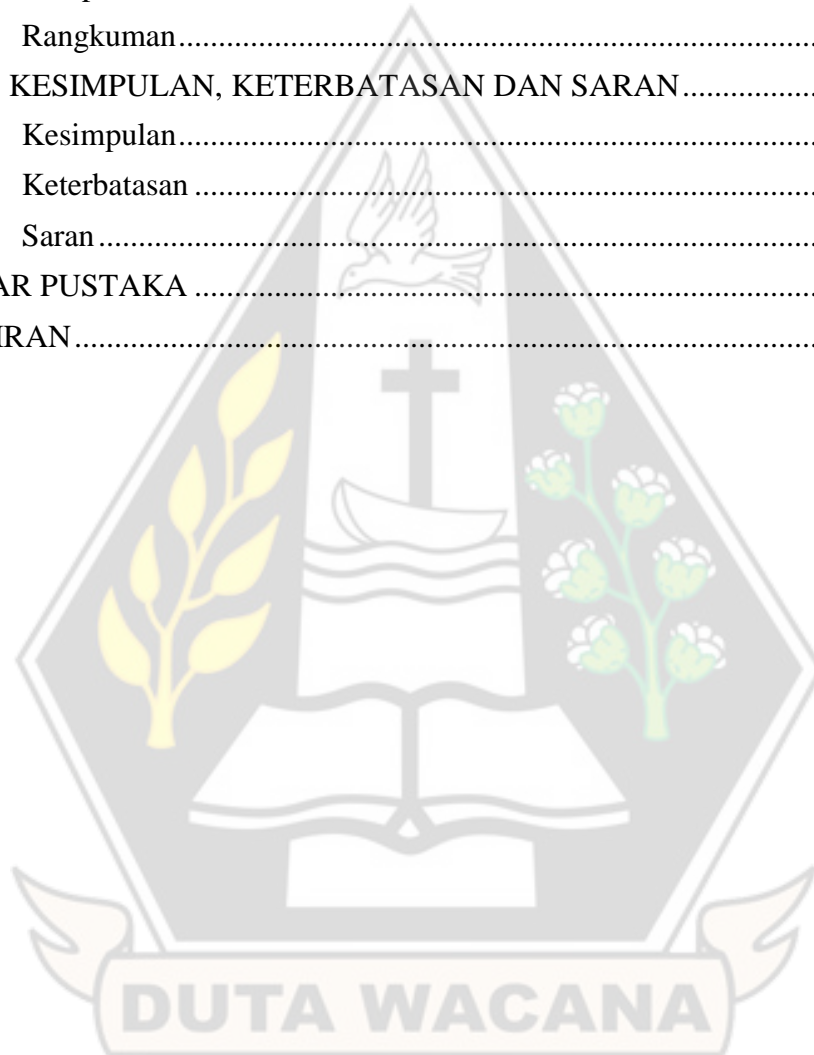 Rangkuman
KESIMPULAN, KETERBATASAN DAN SARAN
Kesimpulan
Keterbatasan
Saran
AR PUSTAKA
IRAN
DUTA WACANA